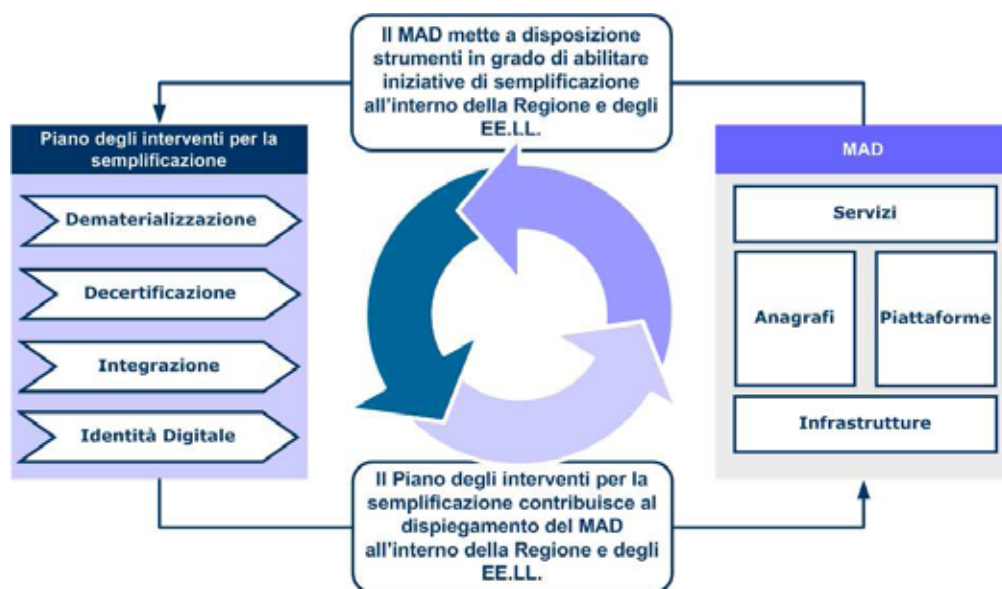 Il MAD mette a disposizione
strumenti in grado di abilitare
iniziative di semplificazione
all'interno della Regione e degli
EE.LL.
Piano degli interventi per la
semplificazione
Dematerializzazione
Decertificazione
Integrazione
Identità Digitale
MAD
Servizi
Anagrafi
Piattaforme
Infrastrutture
Il Piano degli interventi per la
semplificazione contribuisce al
dispiegamento del MAD
all'interno della Regione e degli
EE.LL.